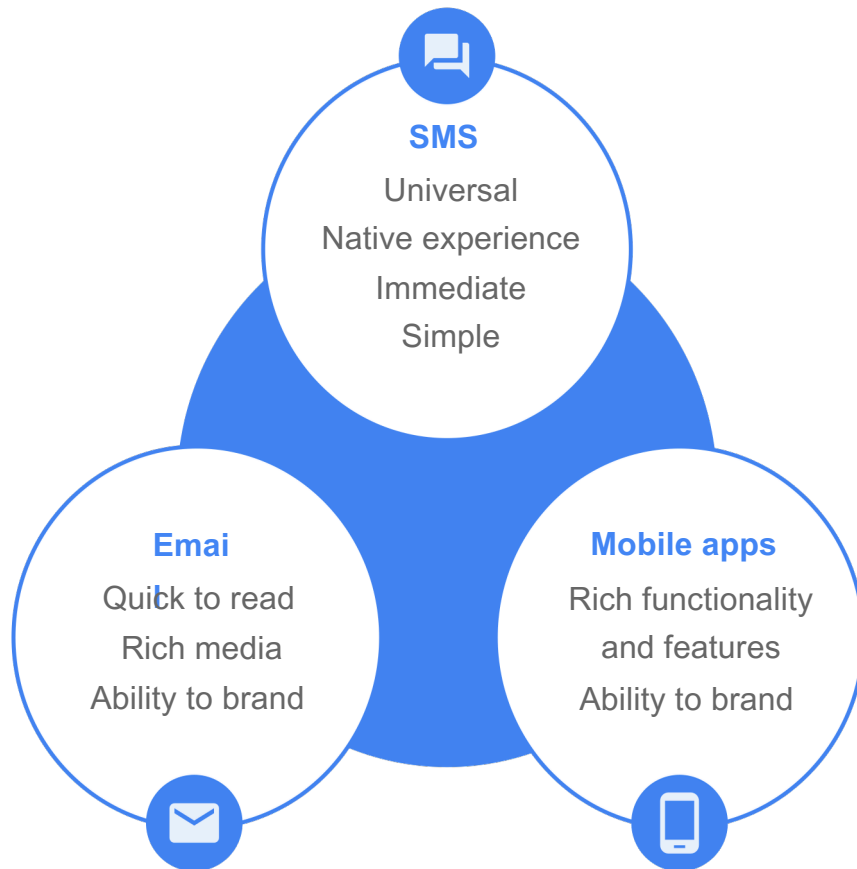 SMS
Universal
Native experience
Immediate
Simple
Emai
l
Quick to read
Rich media
Ability to brand
Mobile apps
Rich functionality
and features
Ability to brand